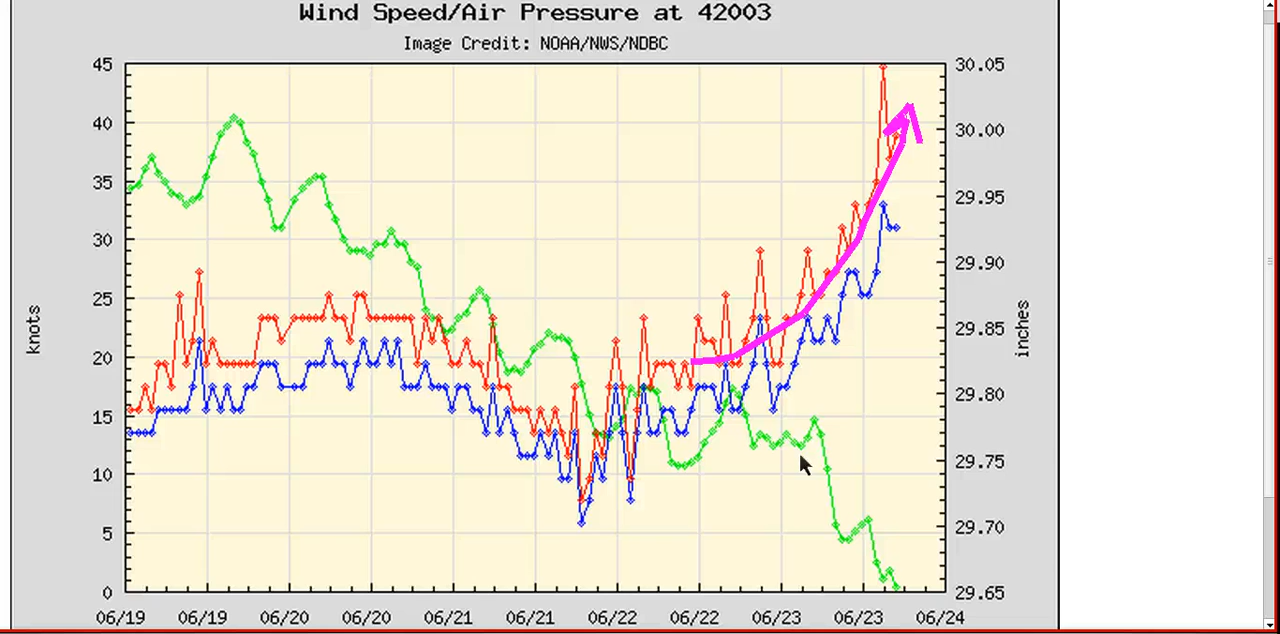 Wind Speed/Air Pressure at 42003
Image Credit: NOAA/NWS/NDBC
45 30.05
40 30.00
35 29.95
30 29.90
25 29.85
20 29.80
15 29.75
10 29.70
5
0 29.65
knots
inches
06/19 06/19 06/20 06/20 06/21 06/21 06/22 06/22 06/23 06/23 06/24